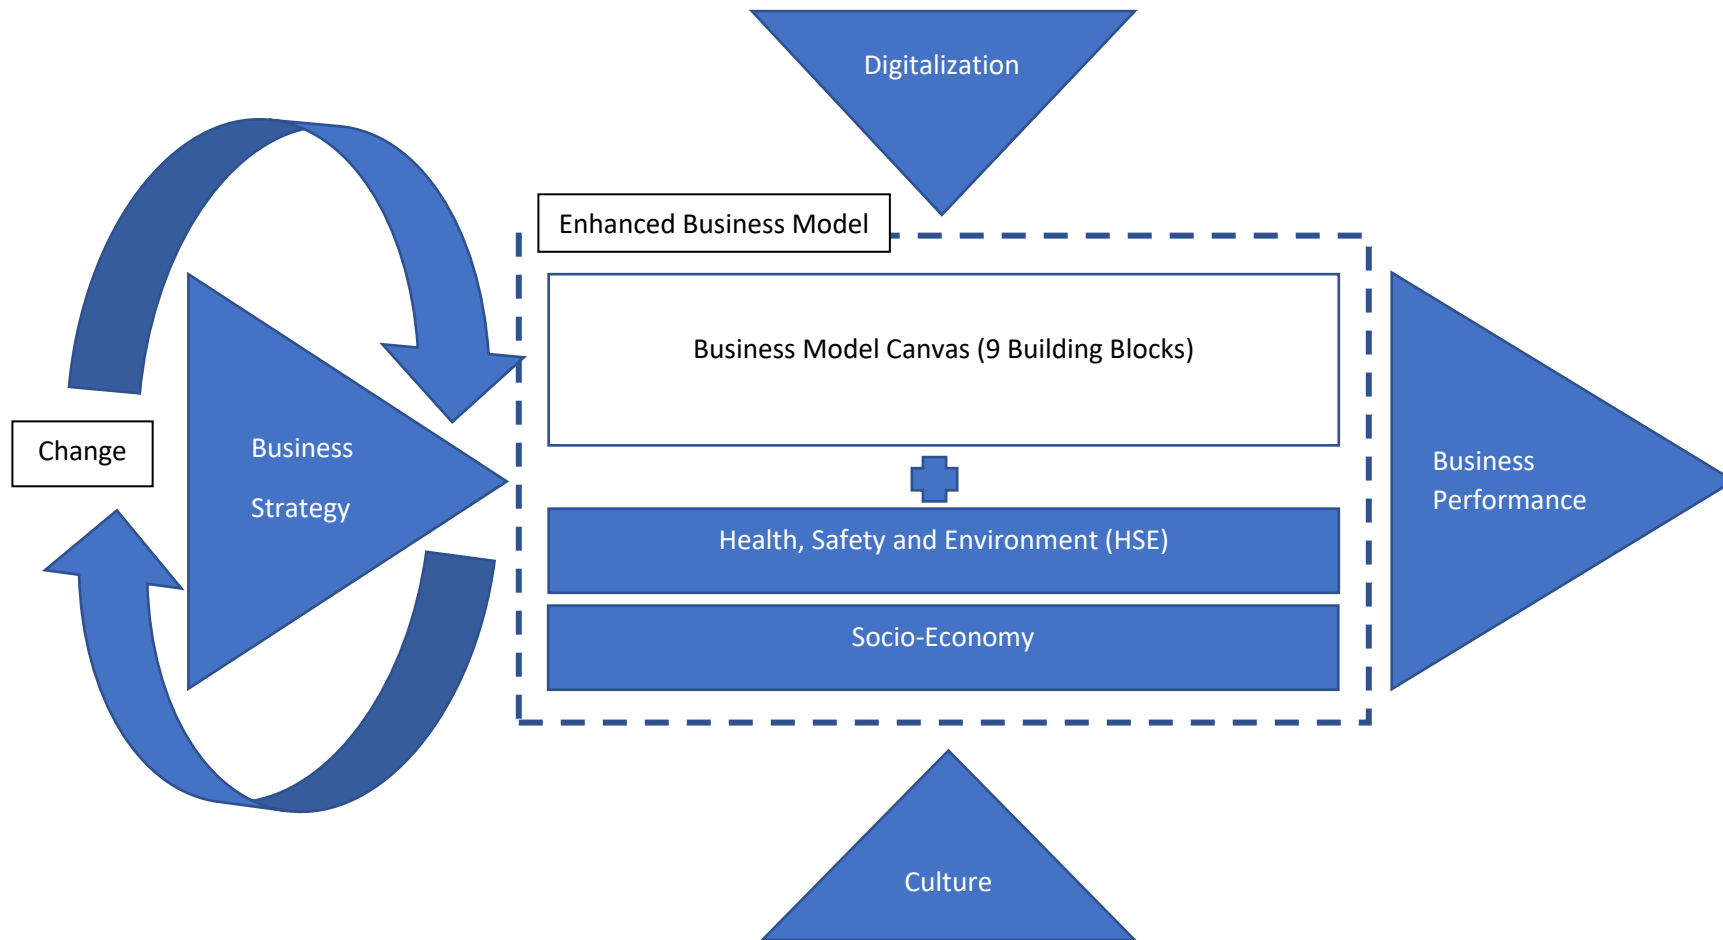 Digitalization
Enhanced Business Model
Business Model Canvas (9 Building Blocks)
Change
Business
Strategy
Business
Performance
Health, Safety and Environment (HSE)
Socio-Economy
Culture